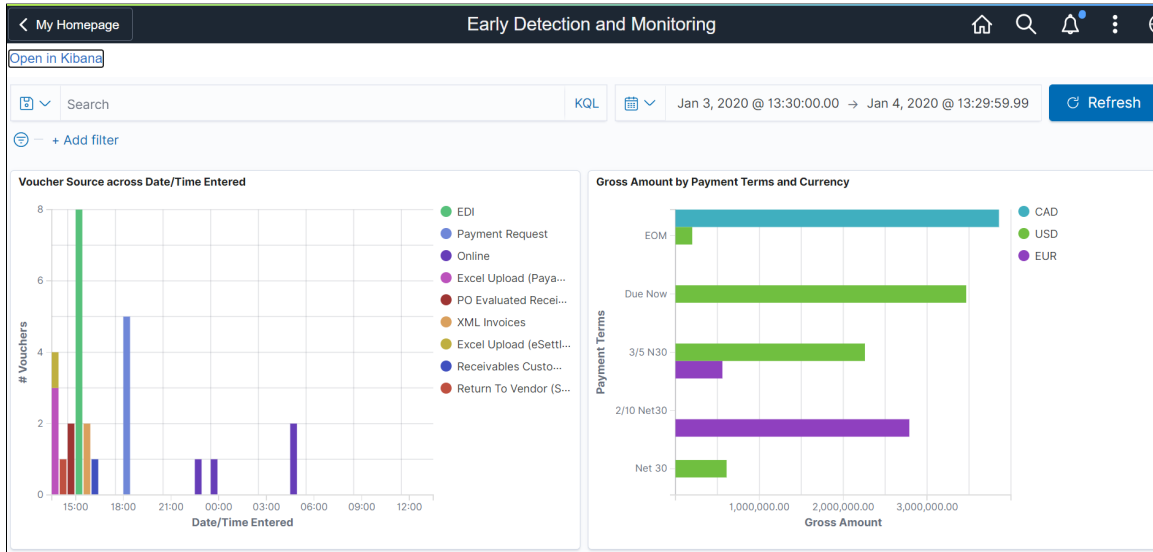 My Homepage
Early Detection and Monitoring
Open in Kibana
Search
KQL
Jan 3, 2020 @ 13:30:00.00 → Jan 4, 2020 @ 13:29:59.99
Refresh
+ Add filter
Voucher Source across Date/Time Entered
# Vouchers
8
6
4
2
0
15:00 18:00 21:00 00:00 03:00 06:00 09:00 12:00
Date/Time Entered
EDI
Payment Request
Online
Excel Upload (Paya...
PO Evaluated Recei...
XML Invoices
Excel Upload (eSettl...
Receivables Custo...
Return To Vendor (S...
Gross Amount by Payment Terms and Currency
Payment Terms
EOM
Due Now
3/5 N30
2/10 Net30
Net 30
1,000,000.00 2,000,000.00 3,000,000.00
Gross Amount
CAD
USD
EUR